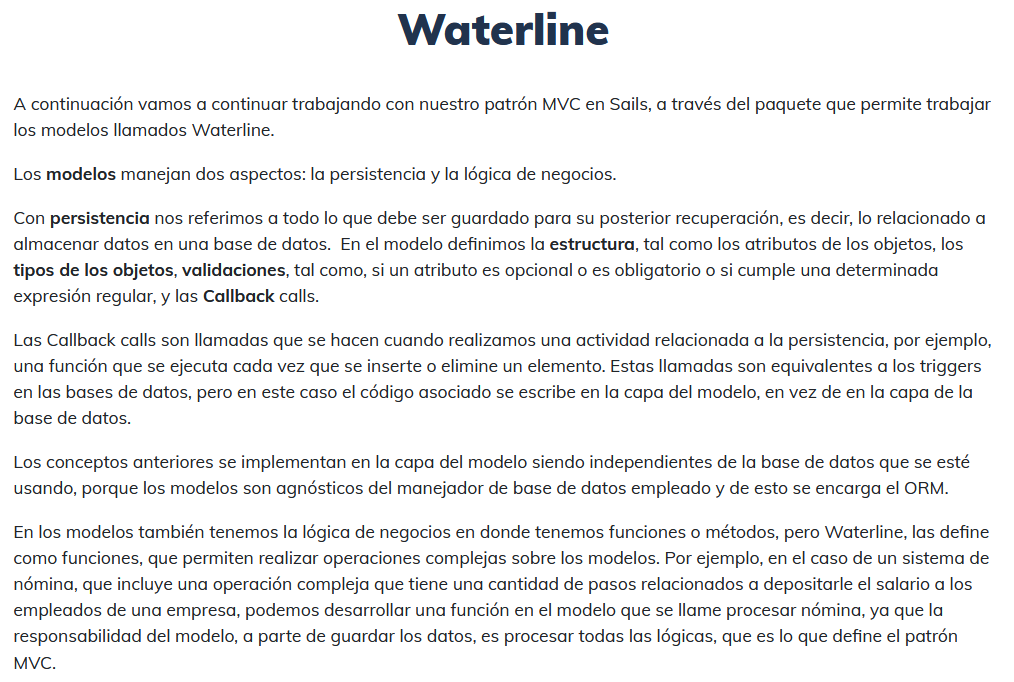 Waterline
A continuación vamos a continuar trabajando con nuestro patrón MVC en Sails, a través del paquete que permite trabajar
los modelos llamados Waterline.
Los modelos manejan dos aspectos: la persistencia y la lógica de negocios.
Con persistencia nos referimos a todo lo que debe ser guardado para su posterior recuperación, es decir, lo relacionado a
almacenar datos en una base de datos.  En el modelo definimos la estructura, tal como los atributos de los objetos, los
tipos de los objetos, validaciones, tal como, si un atributo es opcional o es obligatorio o si cumple una determinada
expresión regular, y las Callback calls.
Las Callback calls son llamadas que se hacen cuando realizamos una actividad relacionada a la persistencia, por ejemplo,
una función que se ejecuta cada vez que se inserte o elimine un elemento. Estas llamadas son equivalentes a los triggers
en las bases de datos, pero en este caso el código asociado se escribe en la capa del modelo, en vez de en la capa de la
base de datos.
Los conceptos anteriores se implementan en la capa del modelo siendo independientes de la base de datos que se esté
usando, porque los modelos son agnósticos del manejador de base de datos empleado y de esto se encarga el ORM.
En los modelos también tenemos la lógica de negocios en donde tenemos funciones o métodos, pero Waterline, las define
como funciones, que permiten realizar operaciones complejas sobre los modelos. Por ejemplo, en el caso de un sistema de
nómina, que incluye una operación compleja que tiene una cantidad de pasos relacionados a depositarle el salario a los
empleados de una empresa, podemos desarrollar una función en el modelo que se llame procesar nómina, ya que la
responsabilidad del modelo, a parte de guardar los datos, es procesar todas las lógicas, que es lo que define el patrón
MVC.